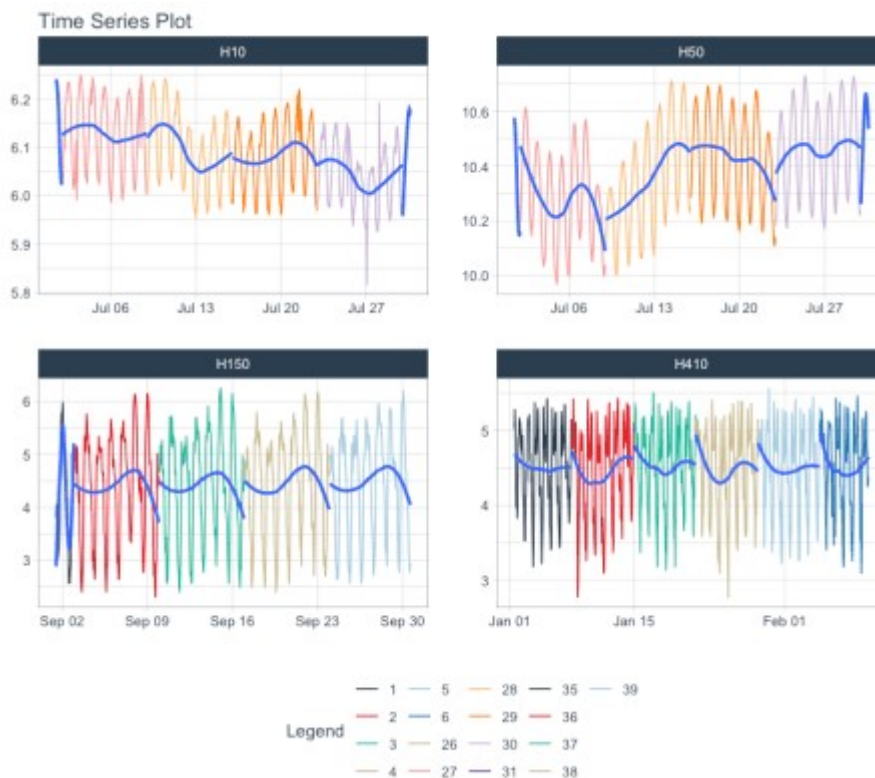 Time Series Plot
H10 H50
6.2 10.6
6.1 10.4
6.0 10.2
5.9 10.0
5.8
Jul 06 Jul 13 Jul 20 Jul 27 Jul 06 Jul 13 Jul 20 Jul 27
H150 H410
6 5
5 4
4 3
3
Sep 02 Sep 09 Sep 16 Sep 23 Sep 30 Jan 01 Jan 15 Feb 01
1 5 28 35 39
2 6 29 36
Legend
3 26 30 37
4 27 31 38